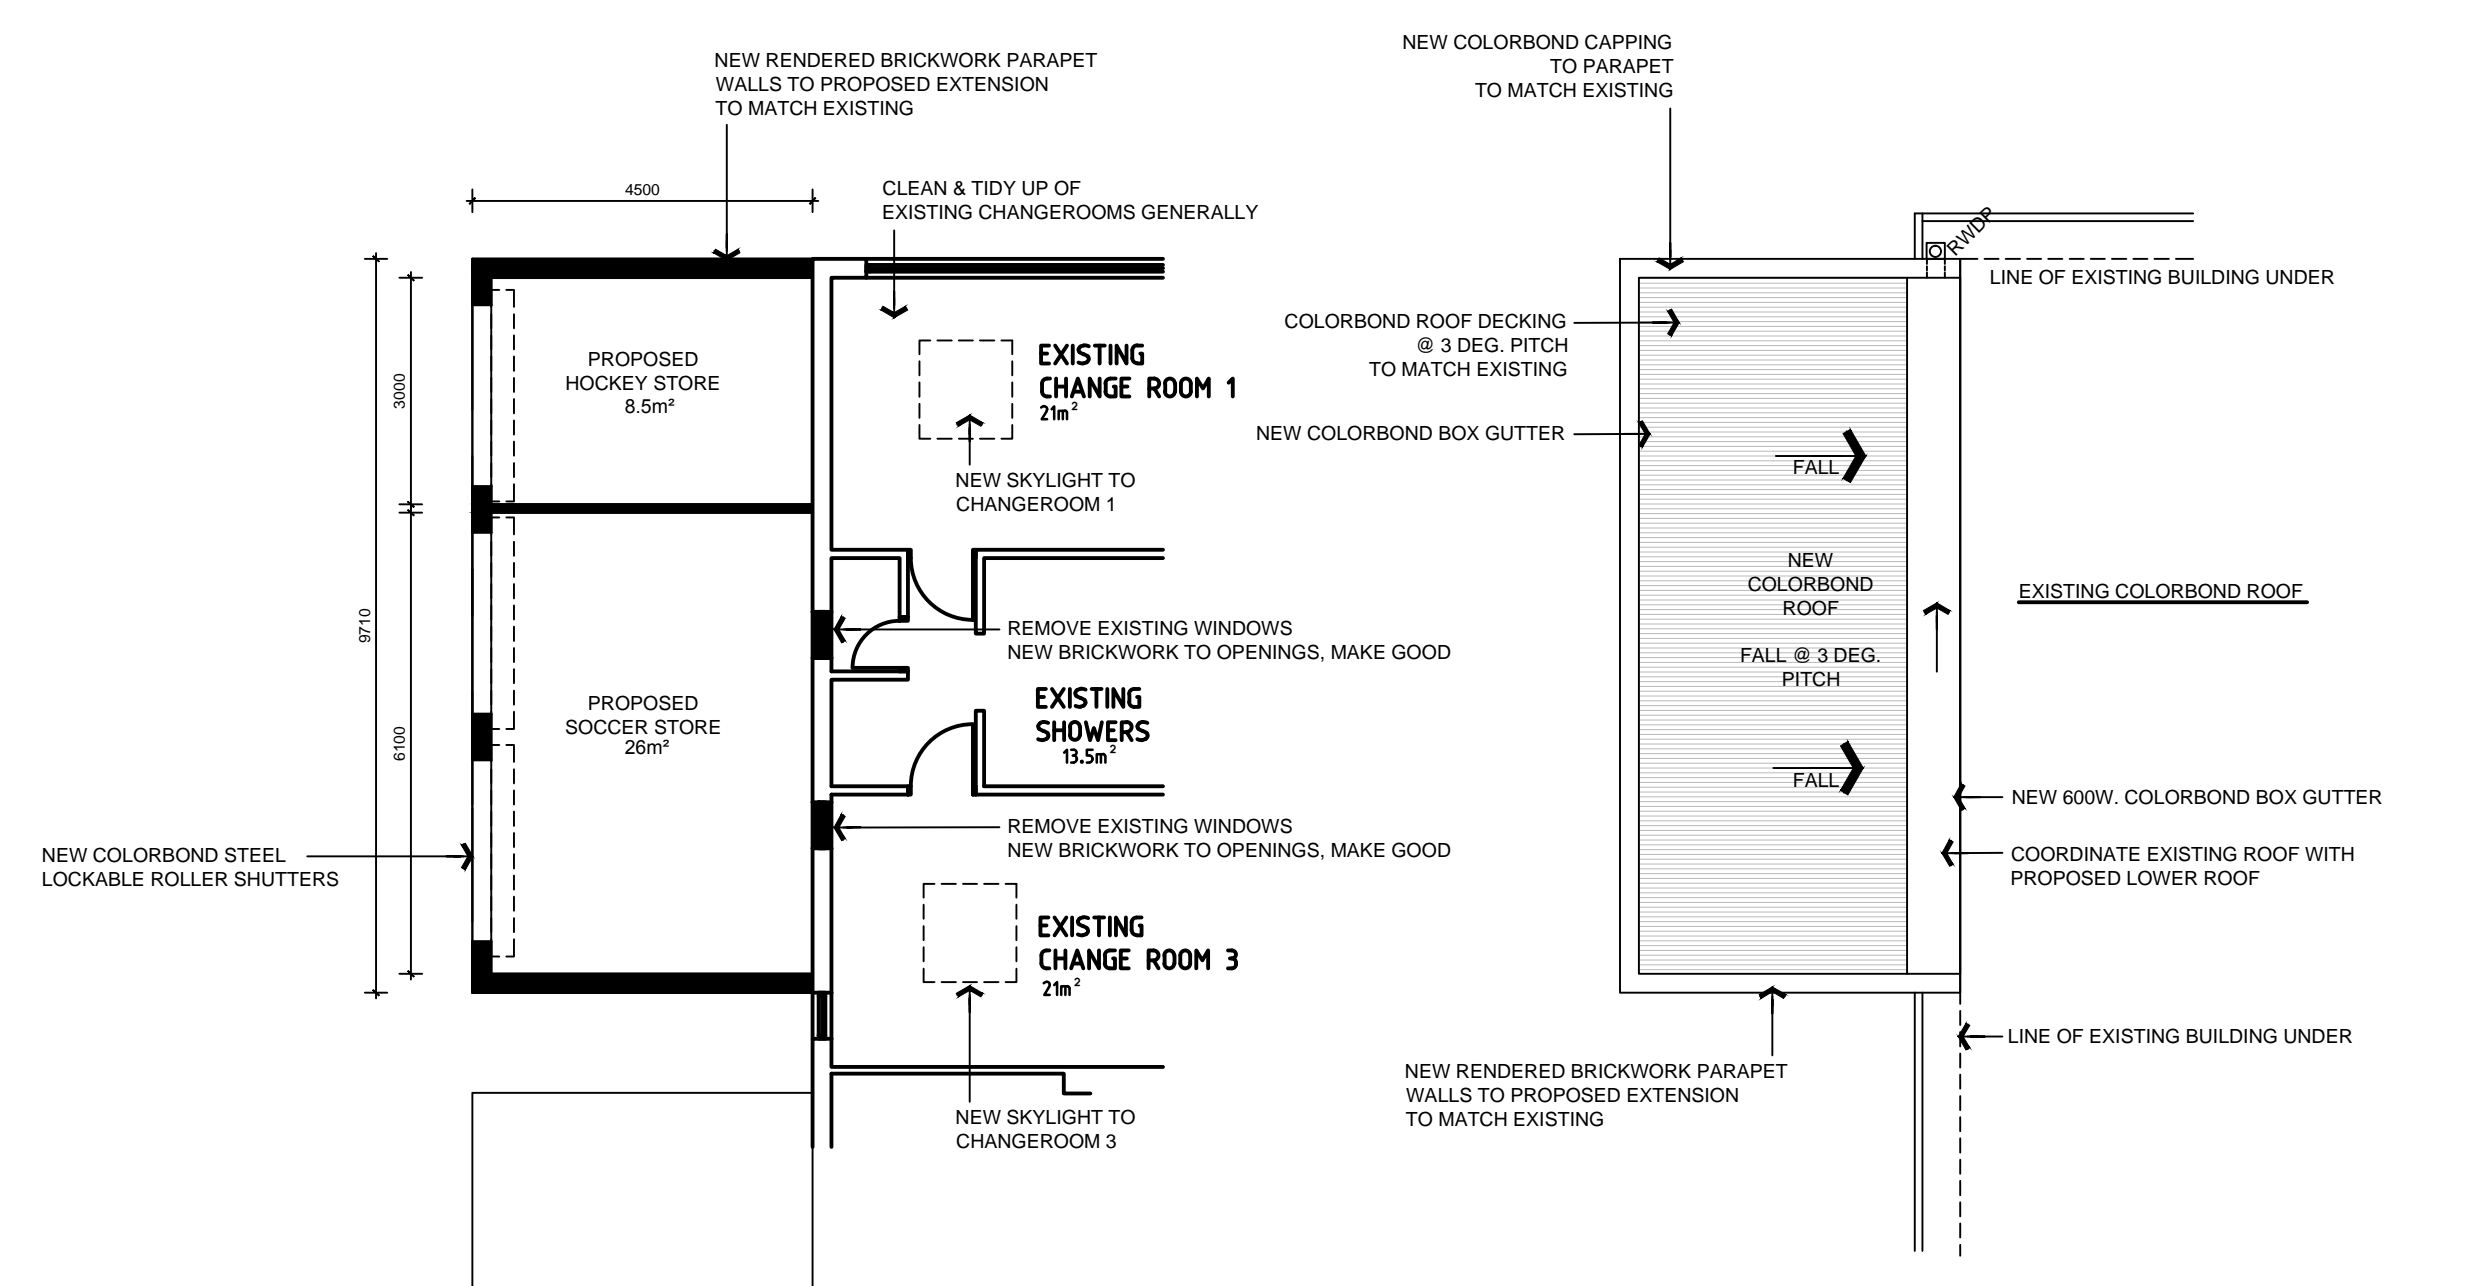 NEW RENDERED BRICKWORK PARAPET
WALLS TO PROPOSED EXTENSION
TO MATCH EXISTING
4500
CLEAN & TIDY UP OF
EXISTING CHANGEROOMS GENERALLY
9710
3000
6100
PROPOSED
HOCKEY STORE
8.5m²
EXISTING
CHANGE ROOM 1
21m²
NEW SKYLIGHT TO
CHANGEROOM 1
REMOVE EXISTING WINDOWS
NEW BRICKWORK TO OPENINGS, MAKE GOOD
PROPOSED
SOCCER STORE
26m²
EXISTING
SHOWERS
13.5m²
REMOVE EXISTING WINDOWS
NEW BRICKWORK TO OPENINGS, MAKE GOOD
NEW COLORBOND STEEL
LOCKABLE ROLLER SHUTTERS
EXISTING
CHANGE ROOM 3
21m²
NEW SKYLIGHT TO
CHANGEROOM 3
NEW COLORBOND CAPPING
TO PARAPET
TO MATCH EXISTING
RWDP
LINE OF EXISTING BUILDING UNDER
COLORBOND ROOF DECKING
@ 3 DEG. PITCH
TO MATCH EXISTING
NEW COLORBOND BOX GUTTER
FALL
NEW
COLORBOND
ROOF
FALL @ 3 DEG.
PITCH
EXISTING COLORBOND ROOF
FALL
NEW 600W. COLORBOND BOX GUTTER
COORDINATE EXISTING ROOF WITH
PROPOSED LOWER ROOF
LINE OF EXISTING BUILDING UNDER
NEW RENDERED BRICKWORK PARAPET
WALLS TO PROPOSED EXTENSION
TO MATCH EXISTING